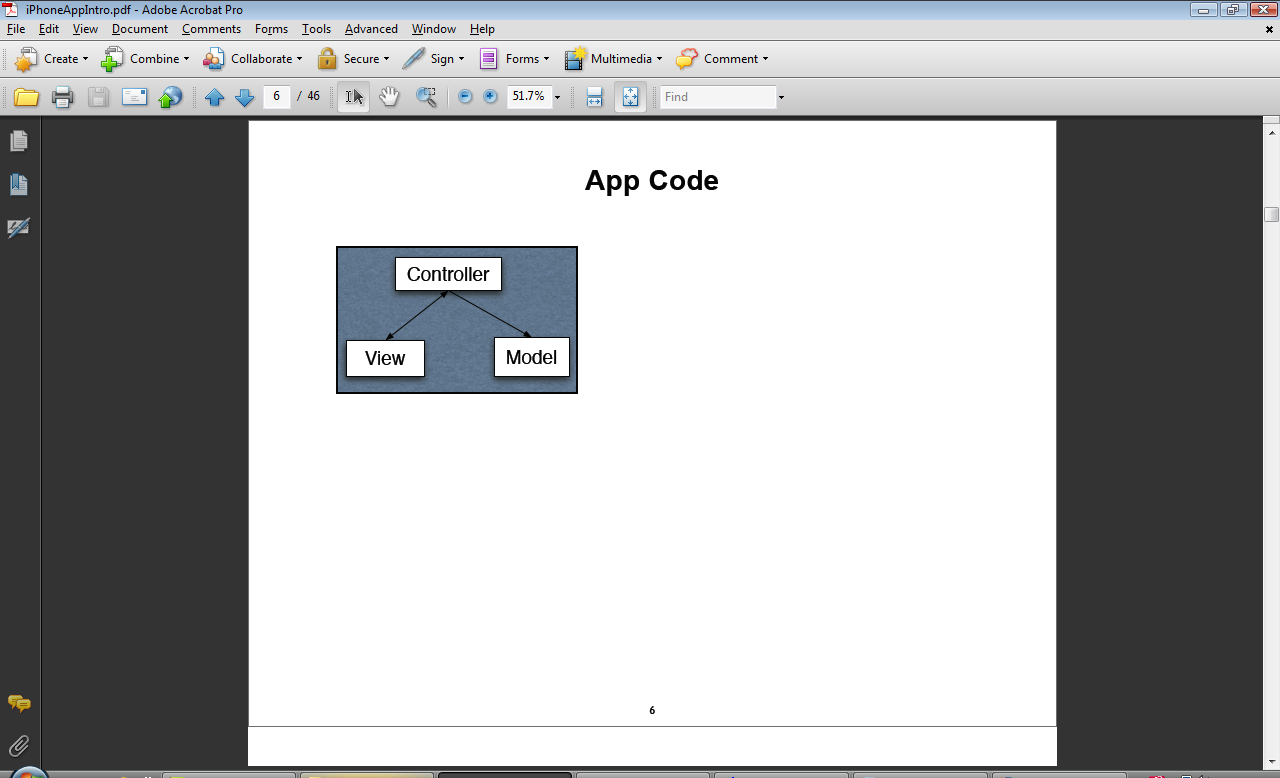 iPhoneAppIntro.pdf - Adobe Acrobat Pro
File Edit View Document Comments Forms Tools Advanced Window Help
Create Combine Collaborate Secure Sign Forms Multimedia Comment
6 / 46 51.7% Find
App Code
Controller
View Model
6